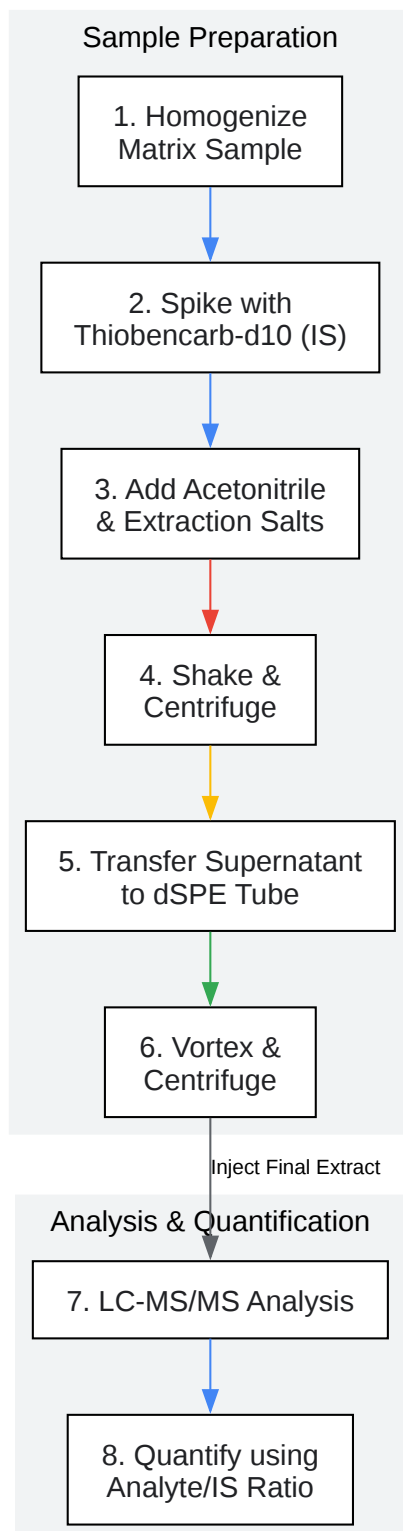 Sample Preparation
1. Homogenize
Matrix Sample
2. Spike with
Thiobencarb-d10 (IS)
3. Add Acetonitrile
& Extraction Salts
4. Shake &
Centrifuge
5. Transfer Supernatant
to dSPE Tube
6. Vortex &
Centrifuge
Inject Final Extract
Analysis & Quantification
7. LC-MS/MS Analysis
8. Quantify using
Analyte/IS Ratio